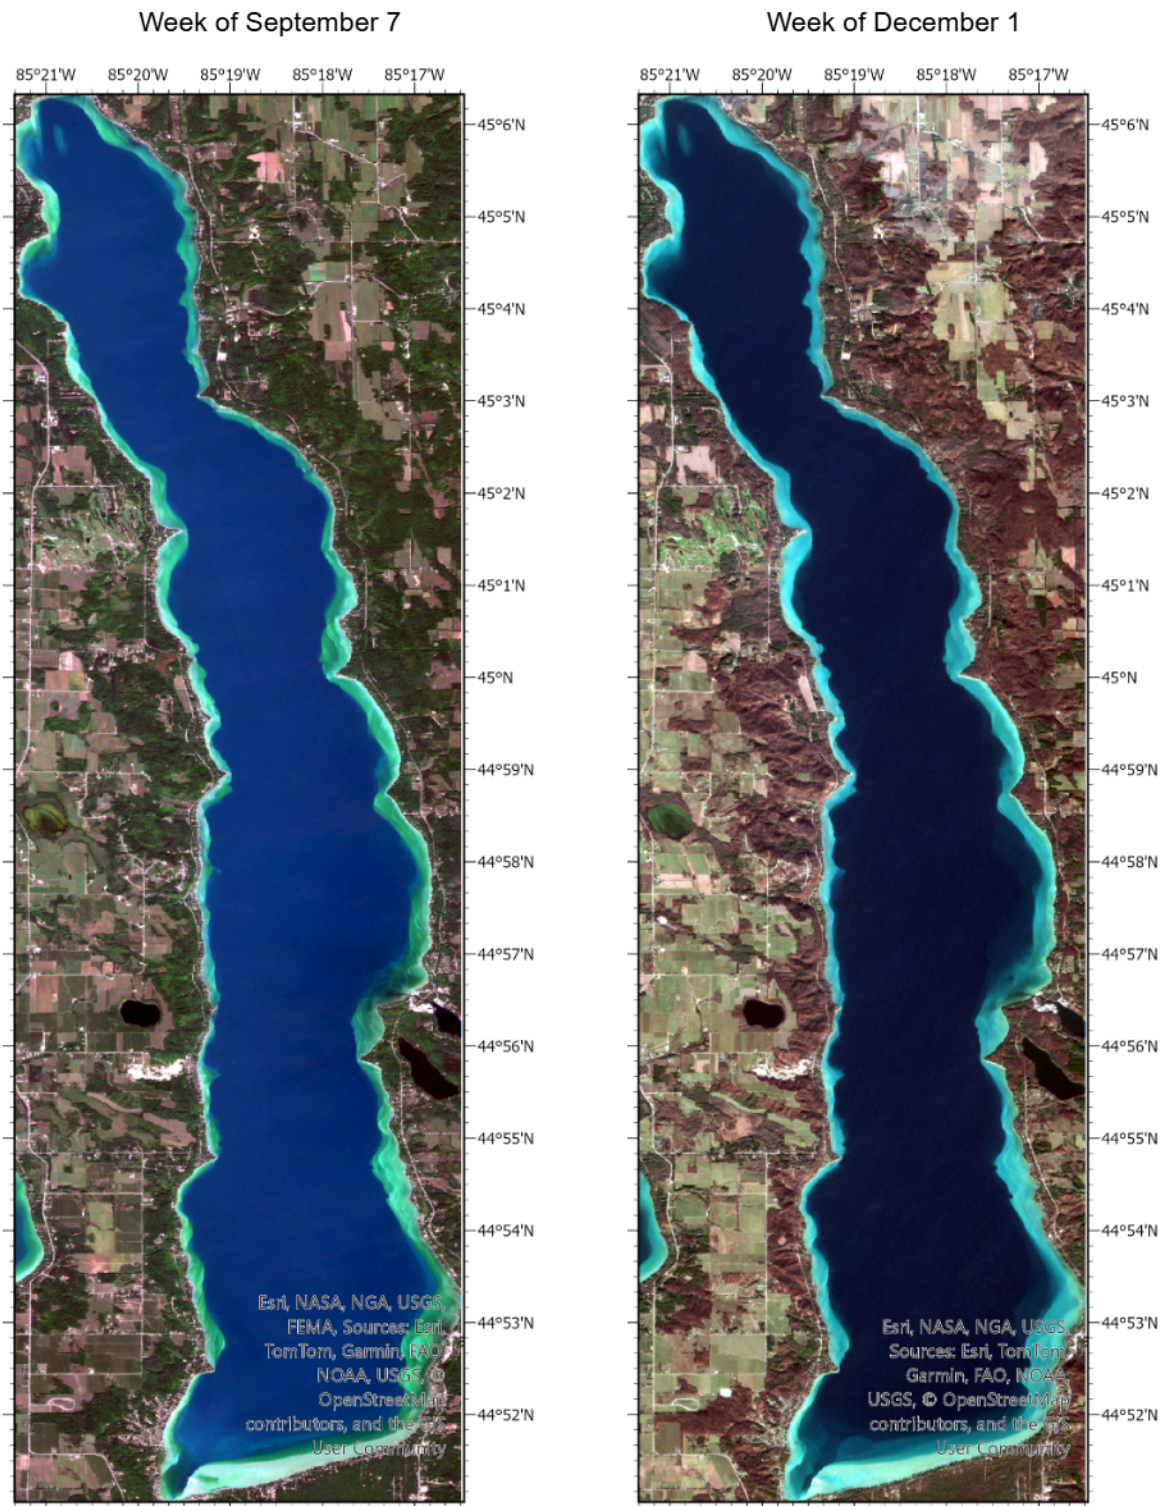 Week of September 7
Week of December 1
85°21'W 85°20'W 85°19'W 85°18'W 85°17'W
85°21'W 85°20'W 85°19'W 85°18'W 85°17'W
45°6'N
45°5'N
45°4'N
45°3'N
45°2'N
45°1'N
45°N
44°59'N
44°58'N
44°57'N
44°56'N
44°55'N
44°54'N
44°53'N
44°52'N
Esri, NASA, NGA, USGS,
FEMA, Sources: Esri,
TomTom, Garmin, FAO,
NOAA, USGS, ©
OpenStreetMap
contributors, and the GIS
User Community
45°6'N
45°5'N
45°4'N
45°3'N
45°2'N
45°1'N
45°N
44°59'N
44°58'N
44°57'N
44°56'N
44°55'N
44°54'N
44°53'N
44°52'N
Esri, NASA, NGA, USGS,
Sources: Esri, TomTom,
Garmin, FAO, NOAA,
USGS, © OpenStreetMap
contributors, and the GIS
User Community